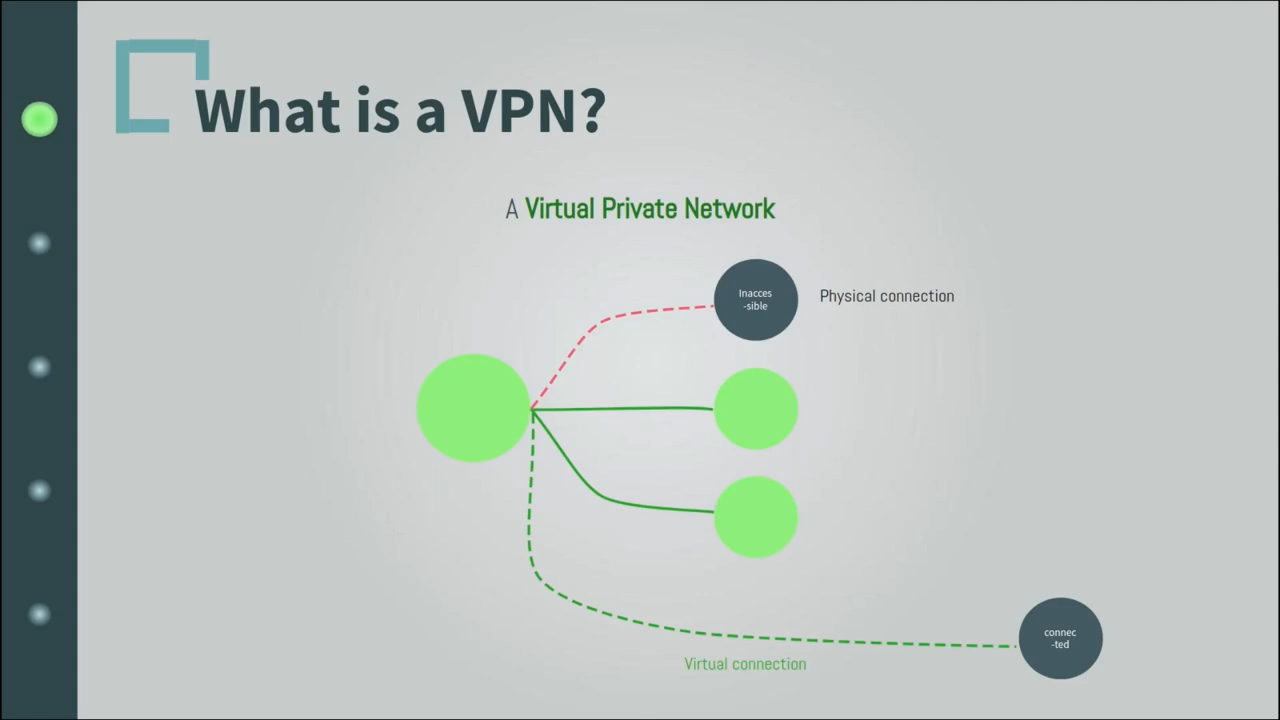 What is a VPN?
A Virtual Private Network
Inacces
-sible
Physical connection
connec
-ted
Virtual connection